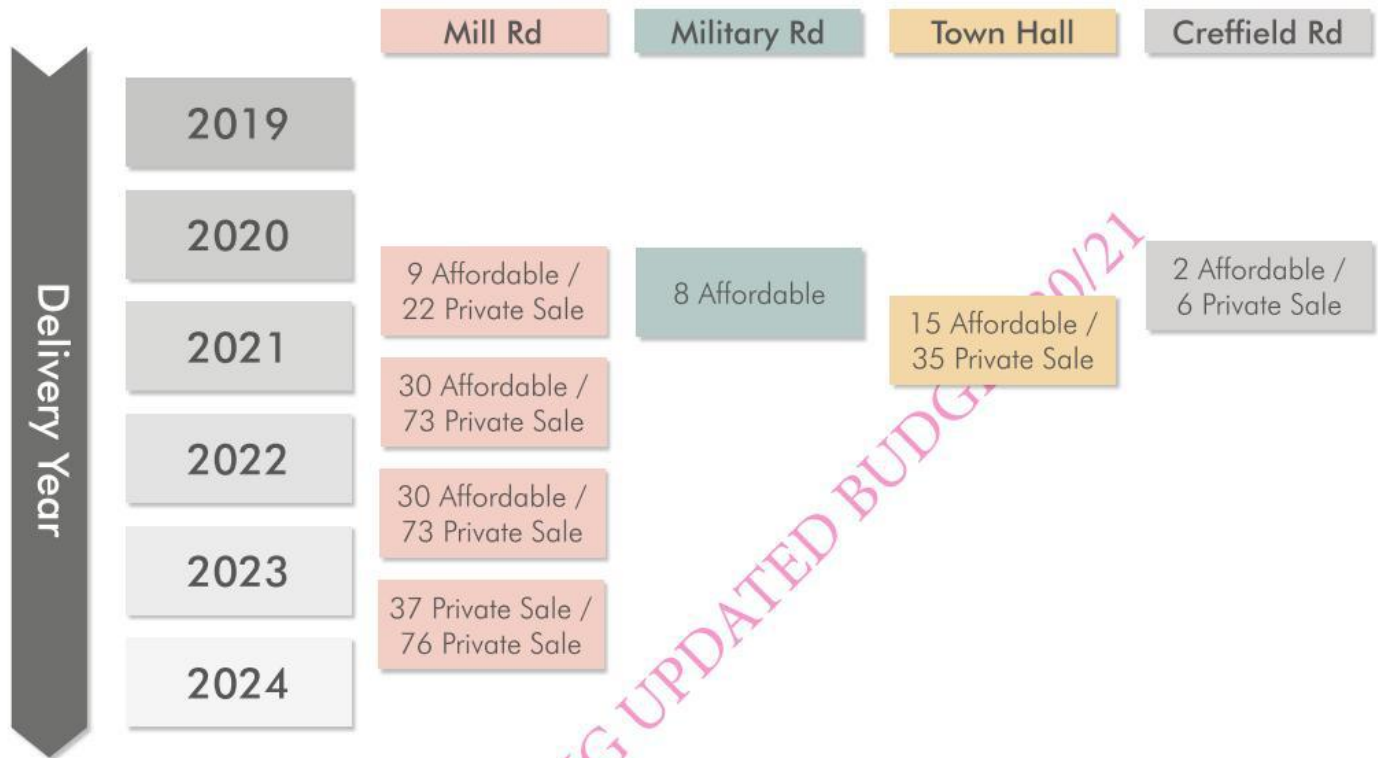 Mill Rd
Military Rd
Town Hall
Creffield Rd
Delivery Year
2019
2020
2021
2022
2023
2024
9 Affordable /
22 Private Sale
30 Affordable /
73 Private Sale
30 Affordable /
73 Private Sale
37 Private Sale /
76 Private Sale
8 Affordable
15 Affordable /
35 Private Sale
2 Affordable /
6 Private Sale
UPDATED